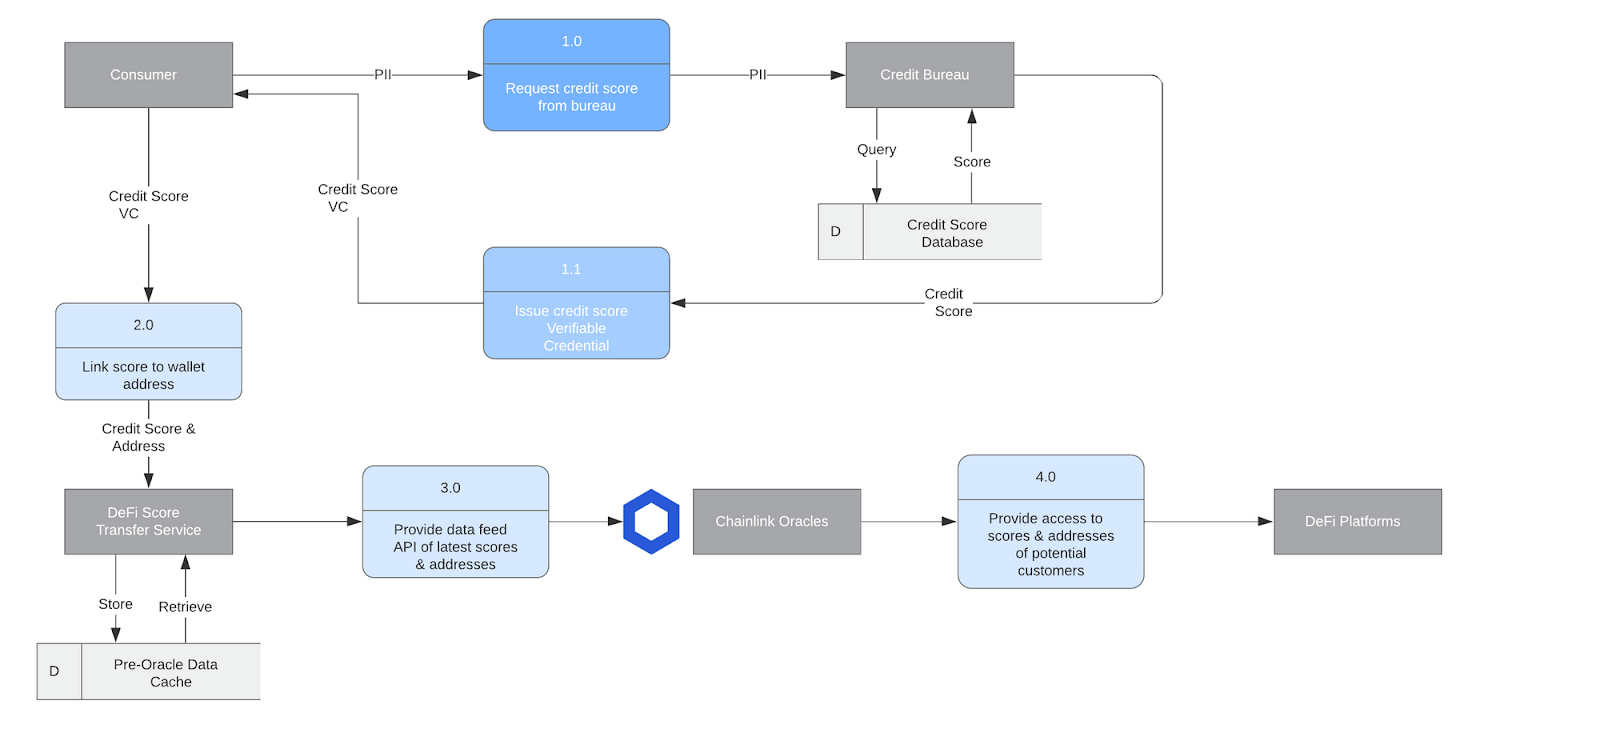 1.0
Consumer
PII
Request credit score
from bureau
PII
Credit Bureau
Query
Score
Credit Score
VC
Credit Score
VC
D
Credit Score
Database
1.1
Issue credit score
Verifiable
Credential
Credit
Score
2.0
Link score to wallet
address
Credit Score &
Address
DeFi Score
Transfer Service
3.0
Provide data feed
API of latest scores
& addresses
Chainlink Oracles
4.0
Provide access to
scores & addresses
of potential
customers
DeFi Platforms
Store
Retrieve
D
Pre-Oracle Data
Cache